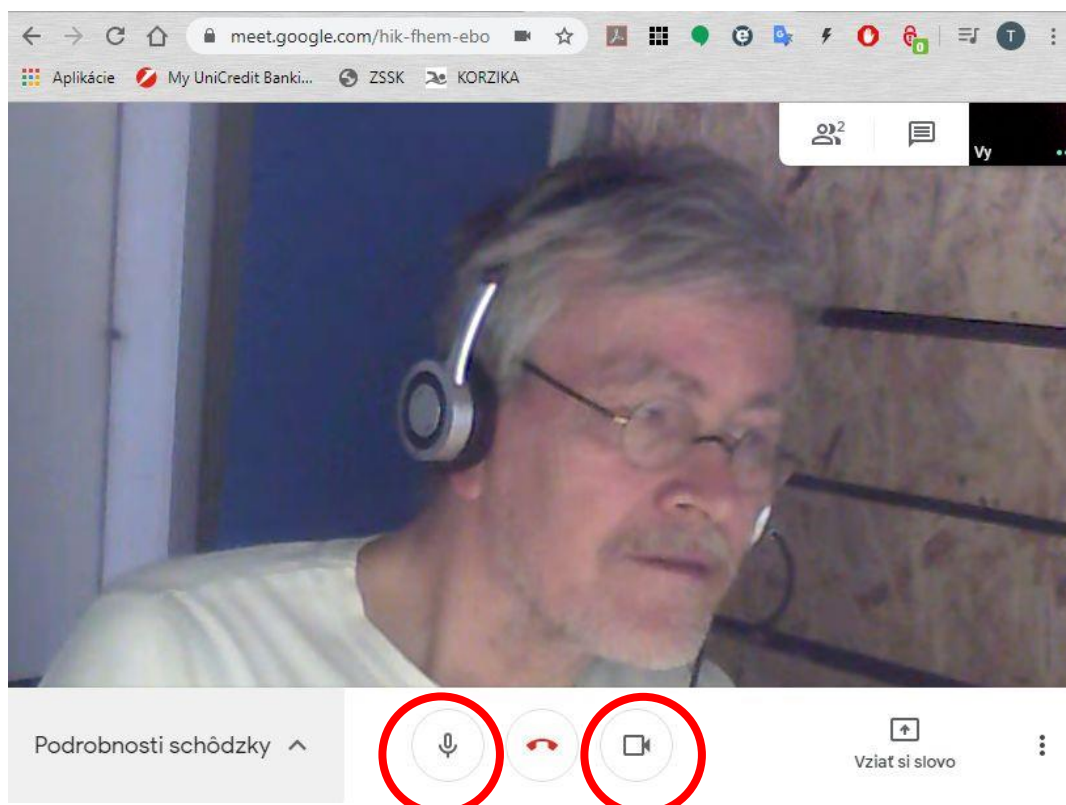 meet.google.com/hik-fhem-ebo
T
0
Aplikácie My UniCredit Banki... ZSSK KORZIKA
2
Vy
Podrobnosti schôdzky
Vziať si slovo